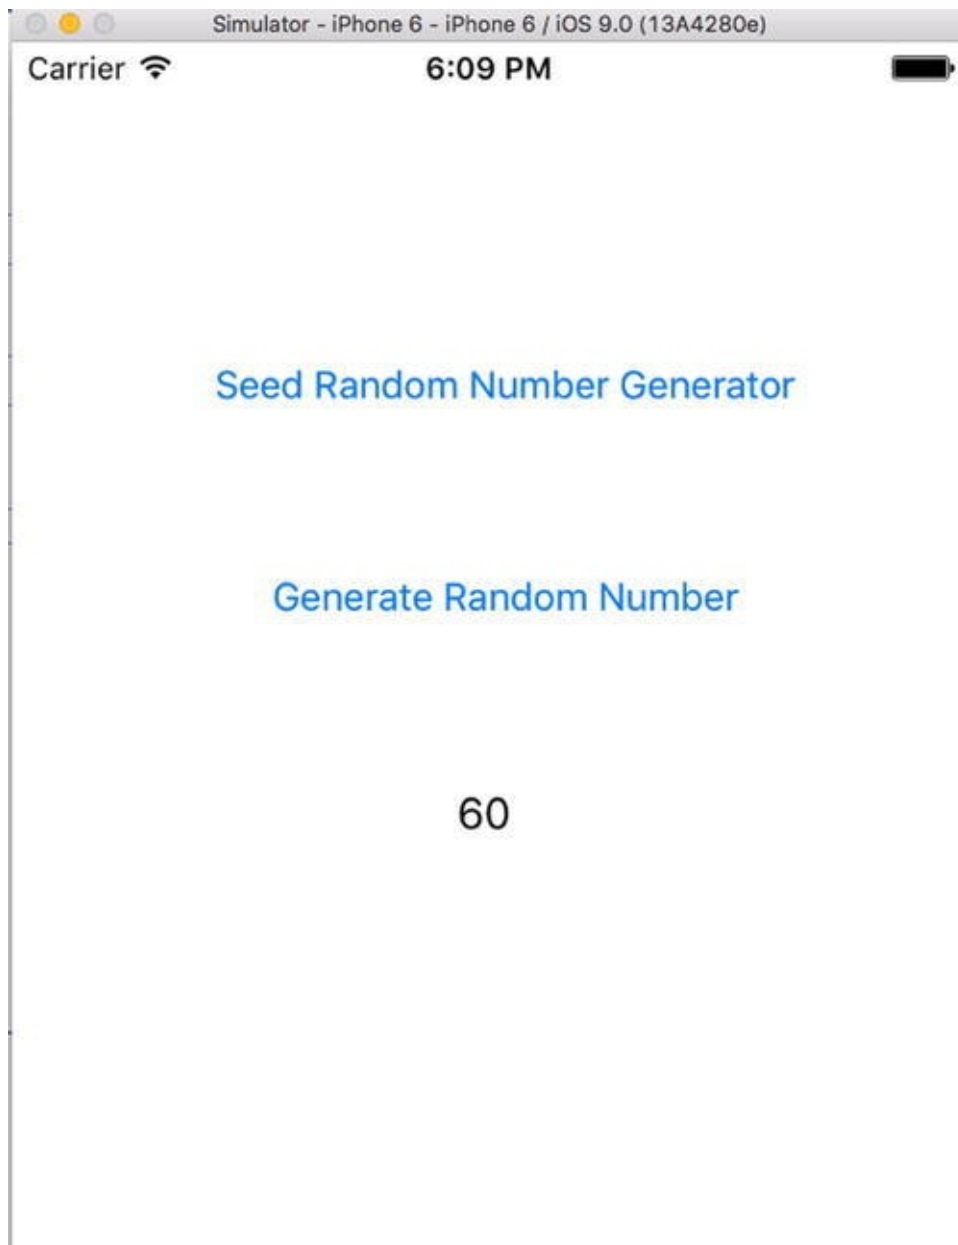 Simulator - iPhone 6 - iPhone 6 / iOS 9.0 (13A4280e)
Carrier 6:09 PM
Seed Random Number Generator
Generate Random Number
60